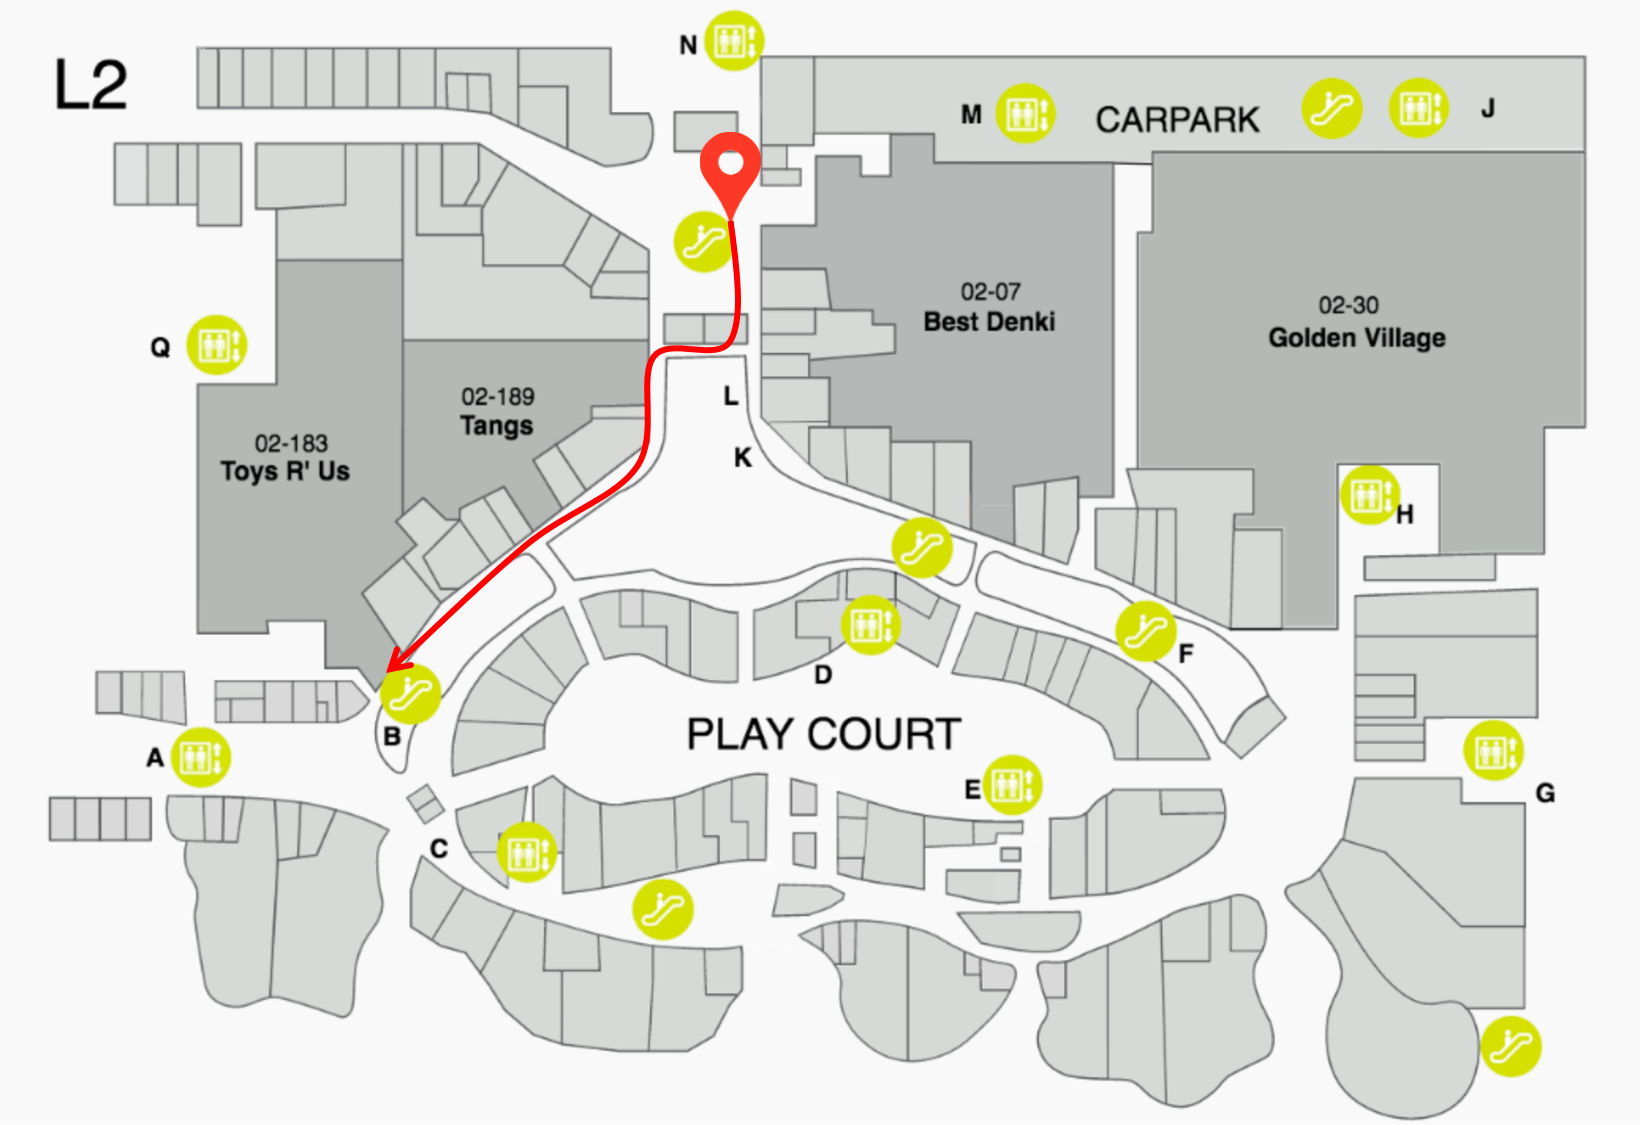 L2
N
M
CARPARK
J
02-07
Best Denki
02-30
Golden Village
Q
02-189
Tangs
L
02-183
Toys R' Us
K
H
F
D
B
PLAY COURT
A
E
G
C